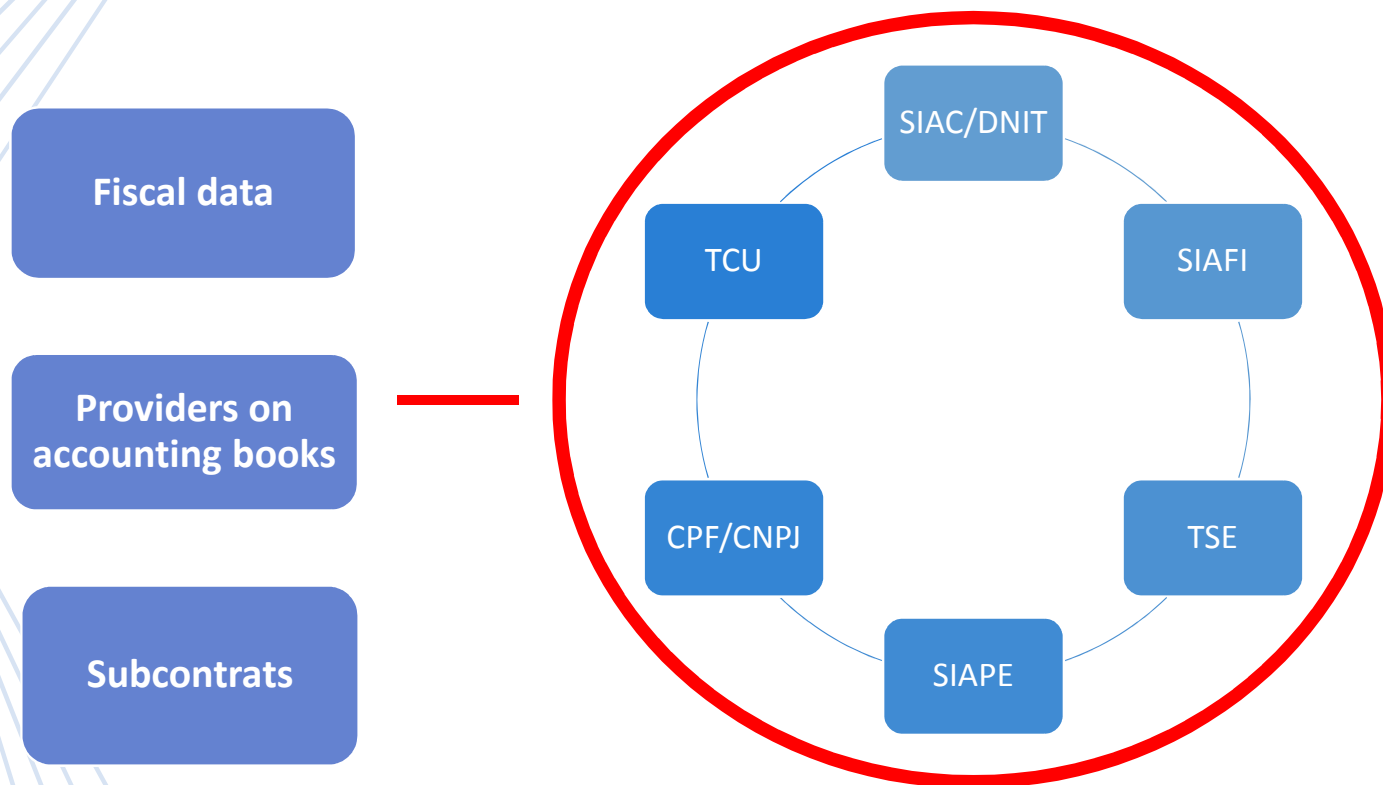 Fiscal data
Providers on
accounting books
Subcontrats
SIAC/DNIT
SIAFI
TSE
SIAPE
CPF/CNPJ
TCU